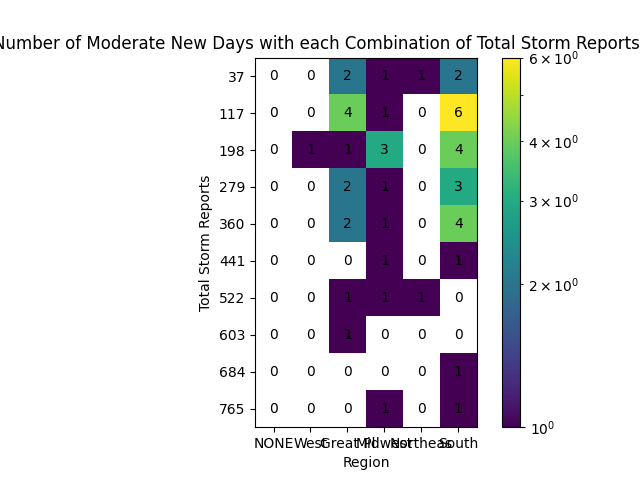 Number of Moderate New Days with each Combination of Total Storm Reports
37 0 0 2 1 1 2
117 0 0 4 1 0 6
198 0 1 1 3 0 4
279 0 0 2 1 0 3
360 0 0 2 1 0 4
441 0 0 0 1 0 1
522 0 0 1 1 1 0
603 0 0 1 0 0 0
684 0 0 0 0 0 1
765 0 0 0 1 0 1
NONE West Great Pl Midwest Northeast South
Region
Total Storm Reports
6 × 10⁰
4 × 10⁰
3 × 10⁰
2 × 10⁰
10⁰